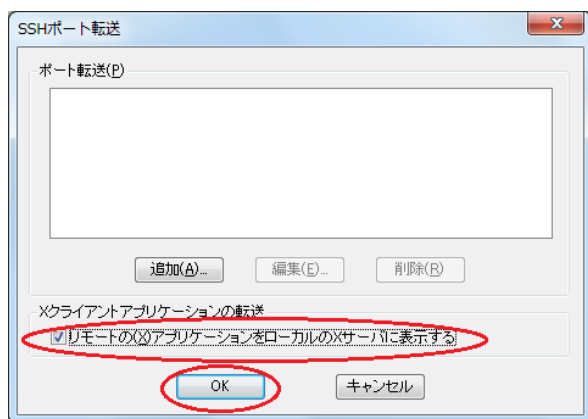 SSHポート転送
ポート転送(P)
追加(A)... 編集(E)... 削除(R)
Xクライアントアプリケーションの転送
リモートの(X)アプリケーションをローカルのXサーバに表示する
OK キャンセル